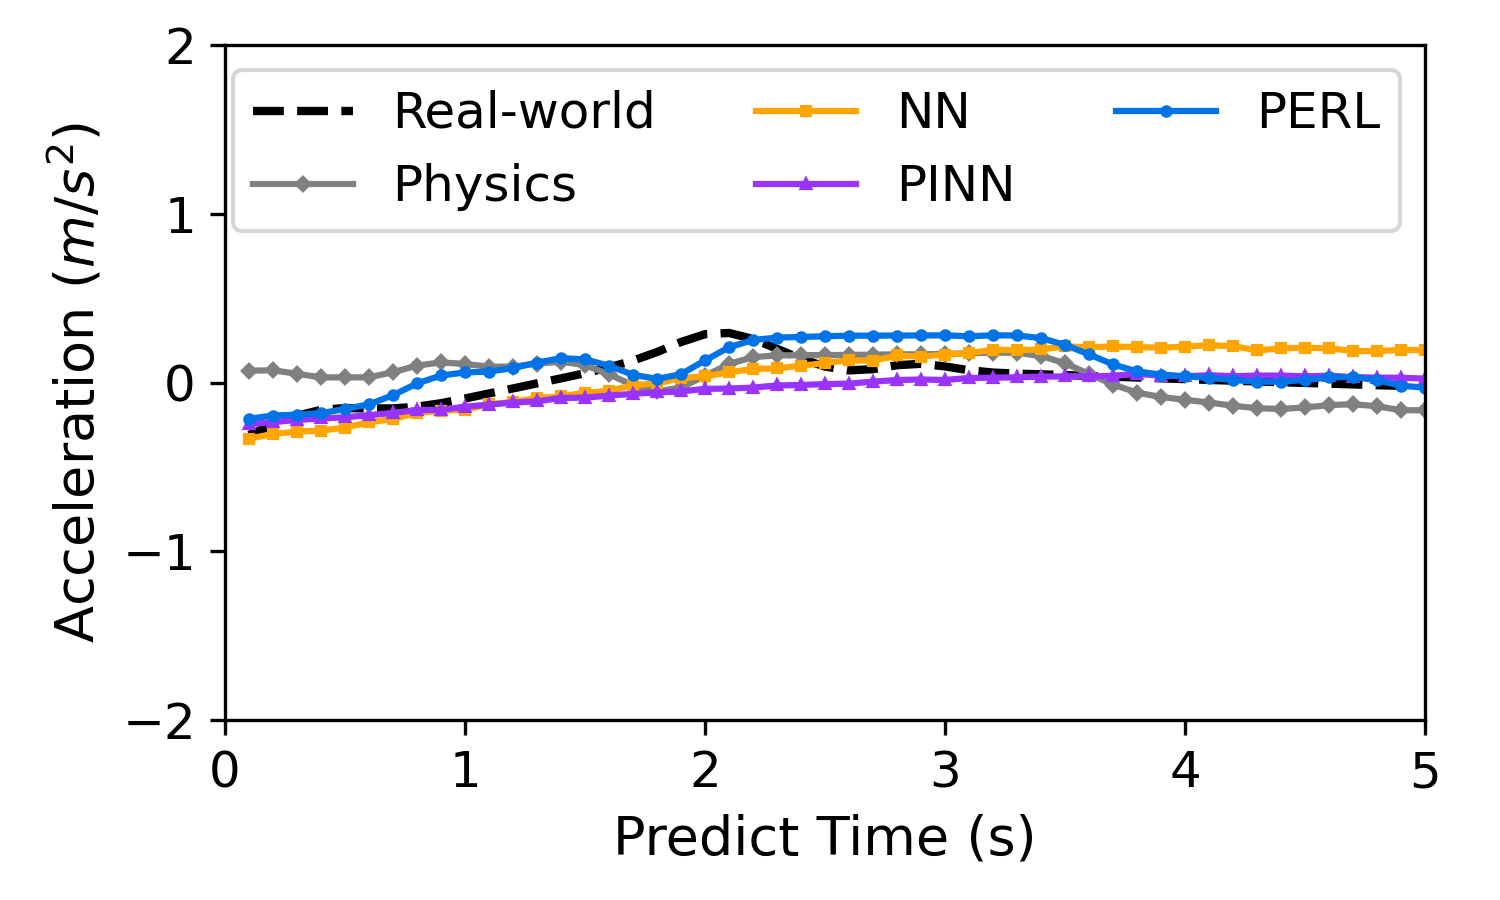 2
1
0
−1
−2
Acceleration (m/s²)
Real-world
Physics
NN
PINN
PERL
0 1 2 3 4 5
Predict Time (s)